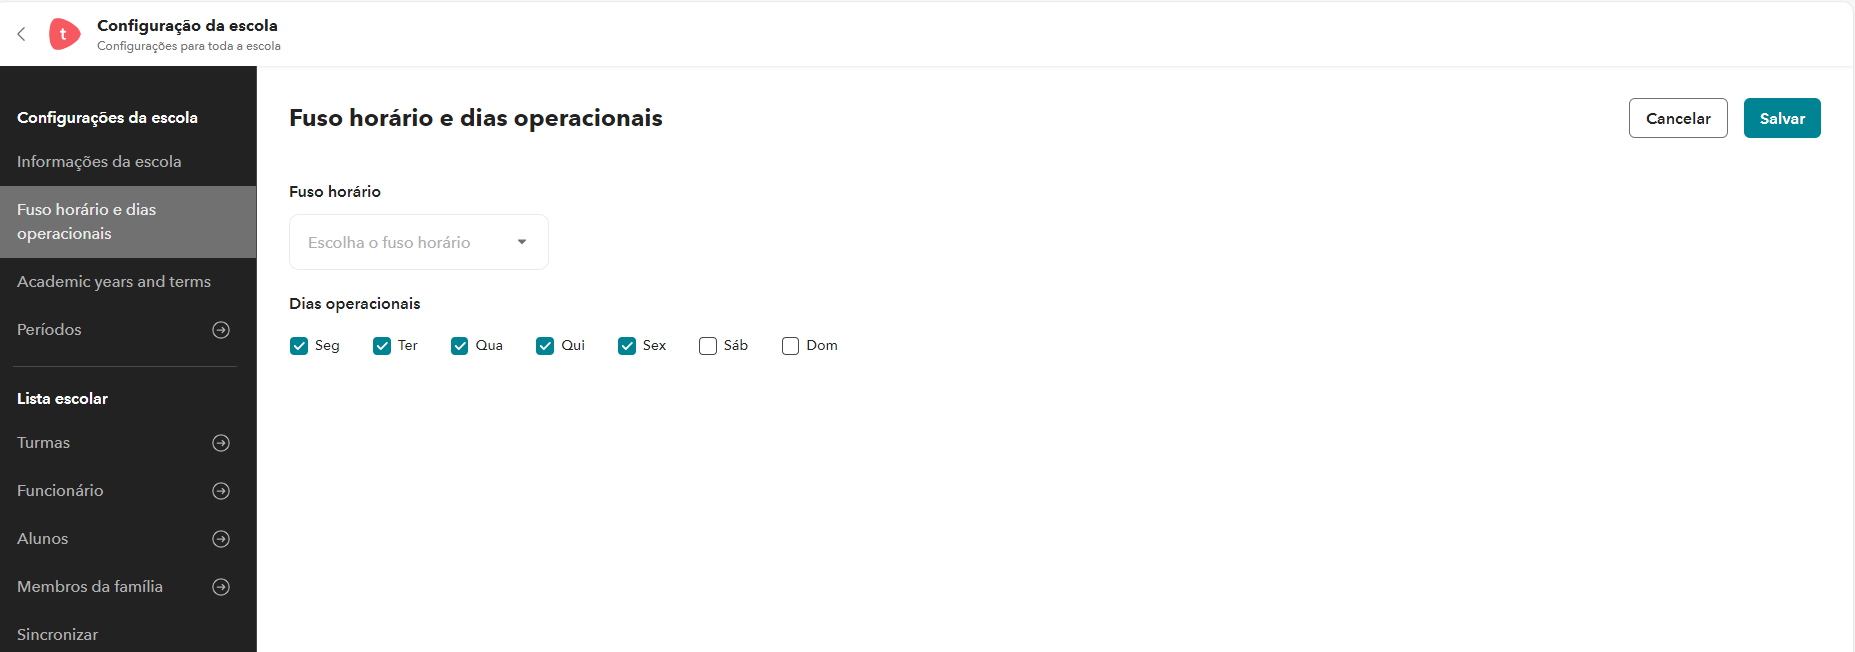 t
Configuração da escola
Configurações para toda a escola
Configurações da escola
Informações da escola
Fuso horário e dias
operacionais
Academic years and terms
Períodos
Lista escolar
Turmas
Funcionário
Alunos
Membros da família
Sincronizar
Fuso horário e dias operacionais
Cancelar
Salvar
Fuso horário
Escolha o fuso horário
Dias operacionais
Seg Ter Qua Qui Sex Sáb Dom